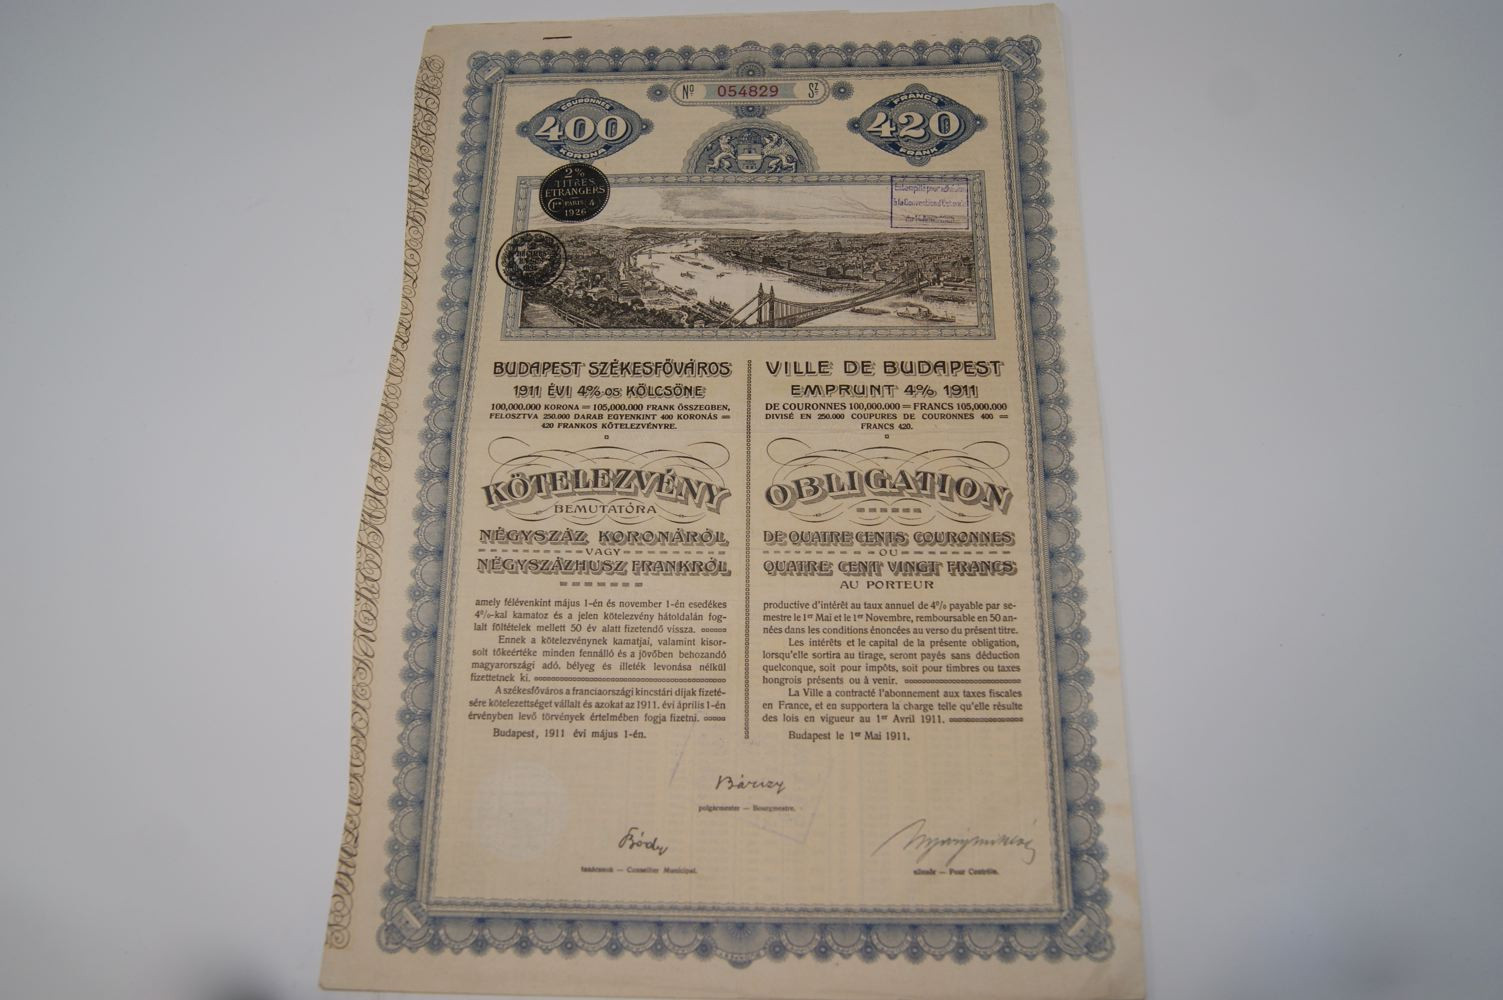 Nº 054829 Sz
COURONNES
400
KORONA
FRANCS
420
FRANK
2%
TITRES
ETRANGERS
PARIS 4
1926
BUDAPEST SZÉKESFŐVÁROS
1911 ÉVI 4%-OS KÖLCSÖNE
100,000.000 KORONA = 105,000.000 FRANK ÖSSZEGBEN,
FELOSZTVA 250.000 DARAB EGYENKINT 400 KORONÁS =
420 FRANKOS KÖTELEZVÉNYRE.
KÖTELEZVÉNY
BEMUTATÓRA
NÉGYSZÁZ KORONÁRÓL
VAGY
NÉGYSZÁZHUSZ FRANKRÓL
amely félévenkint május 1-én és november 1-én esedékes
4%-kal kamatoz és a jelen kötelezvény hátoldalán fog-
lalt föltételek mellett 50 év alatt fizetendő vissza.
Ennek a kötelezvénynek kamatjai, valamint kisor-
solt tőkeértéke minden fennálló és a jövőben behozandó
magyarországi adó, bélyeg és illeték levonása nélkül
fizettetnek ki.
A székesfőváros a franciaországi kincstári díjak fizeté-
sére kötelezettséget vállalt és azokat az 1911. évi április 1-én
érvényben levő törvények értelmében fogja fizetni.
Budapest, 1911 évi május 1-én.
VILLE DE BUDAPEST
EMPRUNT 4% 1911
DE COURONNES 100,000.000 = FRANCS 105,000.000
DIVISÉ EN 250.000 COUPURES DE COURONNES 400 =
FRANCS 420.
OBLIGATION
DE QUATRE CENTS COURONNES
OU
QUATRE CENT VINGT FRANCS
AU PORTEUR
productive d'intérêt au taux annuel de 4% payable par se-
mestre le 1er Mai et le 1er Novembre, remboursable en 50 an-
nées dans les conditions énoncées au verso du présent titre.
Les intérêts et le capital de la présente obligation,
lorsqu'elle sortira au tirage, seront payés sans déduction
quelconque, soit pour impôts, soit pour timbres ou taxes
hongrois présents ou à venir.
La Ville a contracté l'abonnement aux taxes fiscales
en France, et en supportera la charge telle qu'elle résulte
des lois en vigueur au 1er Avril 1911.
Budapest le 1er Mai 1911.
Bárczy
polgármester — Bourgmestre.
Bódy
tanácsnok — Conseiller Municipal.
ellenőr — Pour Contrôle.